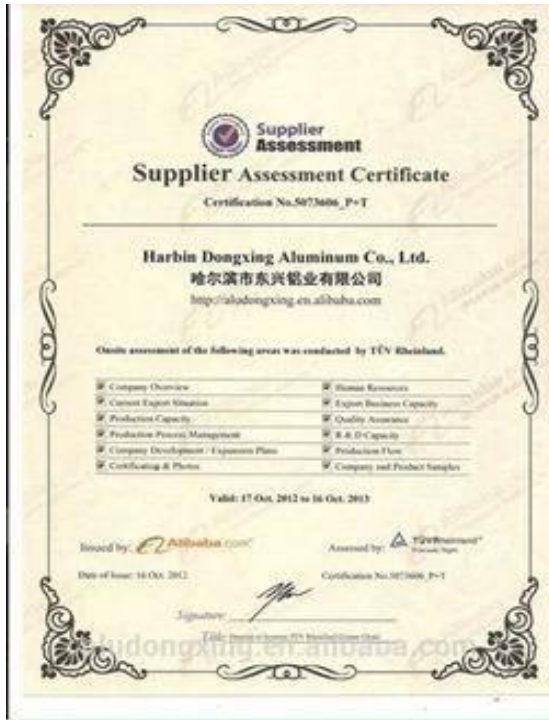 Supplier
Assessment
Supplier Assessment Certificate
Certification No.5073606_P+T
Harbin Dongxing Aluminum Co., Ltd.
哈尔滨市东兴铝业有限公司
http://aludongxing.en.alibaba.com
Onsite assessment of the following areas was conducted by TÜV Rheinland.
Company Overview
Human Resources
Current Export Situation
Export Business Capacity
Production Capacity
Quality Assurance
Production Process Management
R & D Capacity
Company Development / Expansion Plans
Production Flow
Certificating & Photos
Company and Product Samples
Valid: 17 Oct. 2012 to 16 Oct. 2013
Issued by: Alibaba.com
Assessed by: TÜVRheinland
Date of Issue: 16 Oct. 2012
Certification No.5073606_P+T
Signature:
aludongxing.en.alibaba.com